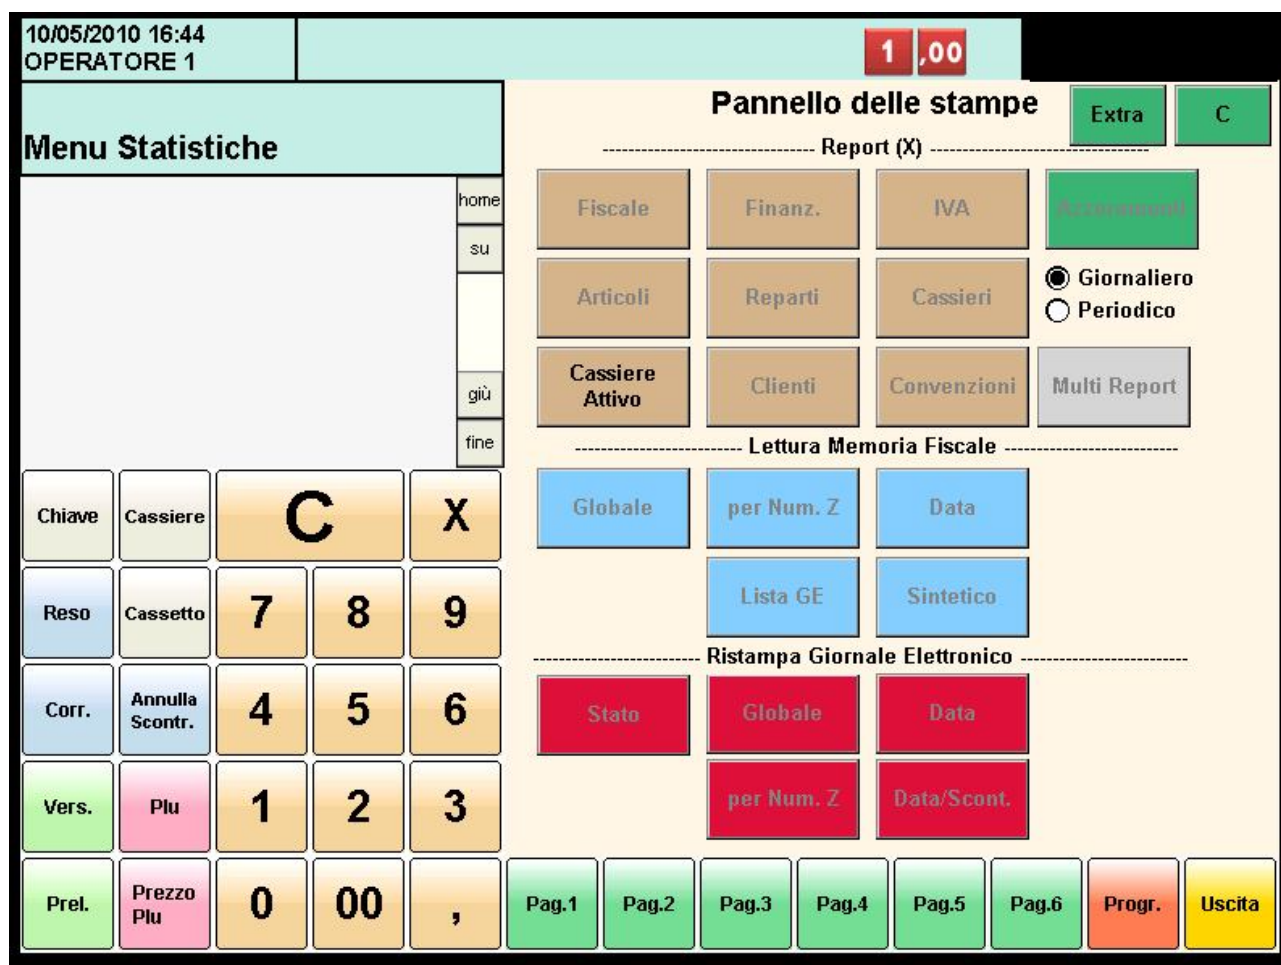 10/05/2010 16:44
OPERATORE 1
1 ,00
Menu Statistiche
Pannello delle stampe
Extra
C
Report (X)
home
su
giù
fine
Fiscale
Finanz.
IVA
Azzeramenti
Articoli
Reparti
Cassieri
Giornaliero
Periodico
Cassiere
Attivo
Clienti
Convenzioni
Multi Report
Lettura Memoria Fiscale
Globale
per Num. Z
Data
Lista GE
Sintetico
Ristampa Giornale Elettronico
Stato
Globale
Data
per Num. Z
Data/Scont.
Chiave
Cassiere
C
X
Reso
Cassetto
7
8
9
Corr.
Annulla
Scontr.
4
5
6
Vers.
Plu
1
2
3
Prel.
Prezzo
Plu
0
00
,
Pag.1
Pag.2
Pag.3
Pag.4
Pag.5
Pag.6
Progr.
Uscita